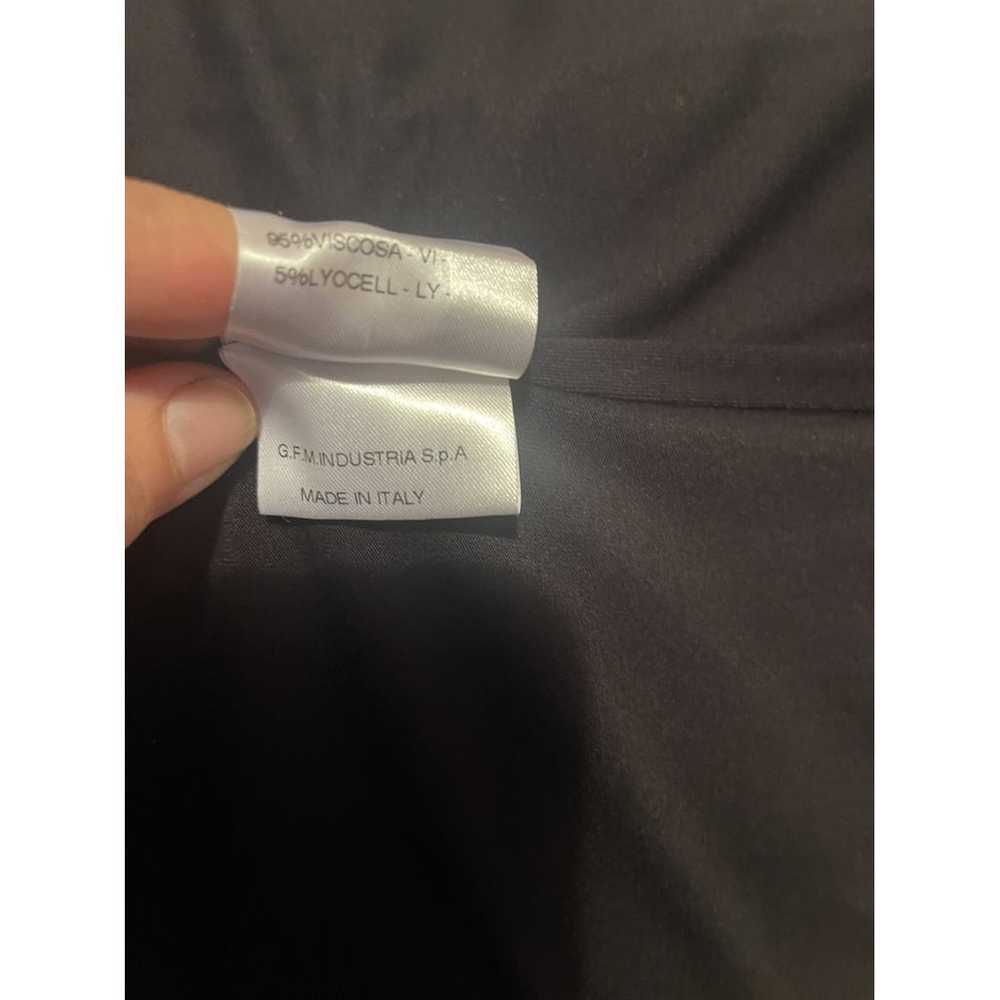 95%VISCOSA - VI -
5%LYOCELL - LY -
G.F.M.INDUSTRIA S.p.A
MADE IN ITALY